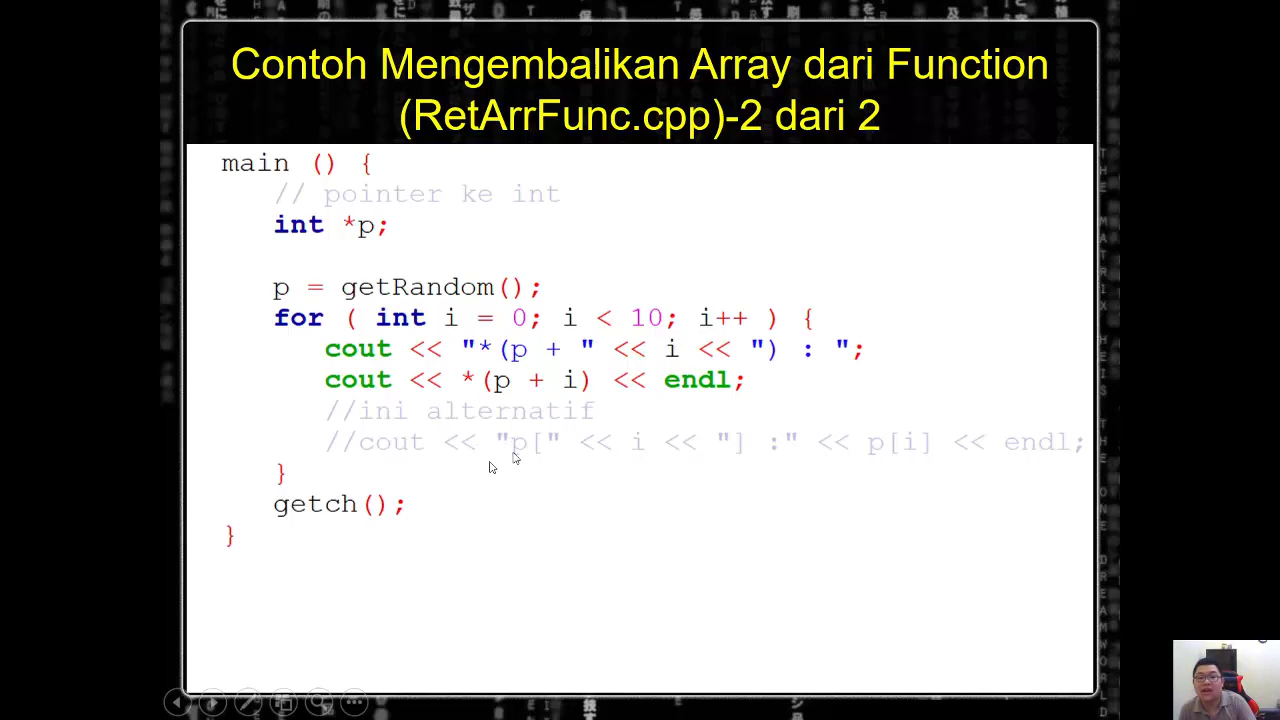 Contoh Mengembalikan Array dari Function
(RetArrFunc.cpp)-2 dari 2
main () {
// pointer ke int
int *p;
p = getRandom();
for ( int i = 0; i < 10; i++ ) {
cout << "*(p + " << i << ") : ";
cout << *(p + i) << endl;
//ini alternatif
//cout << "p[" << i << "] :" << p[i] << endl;
}
getch();
}